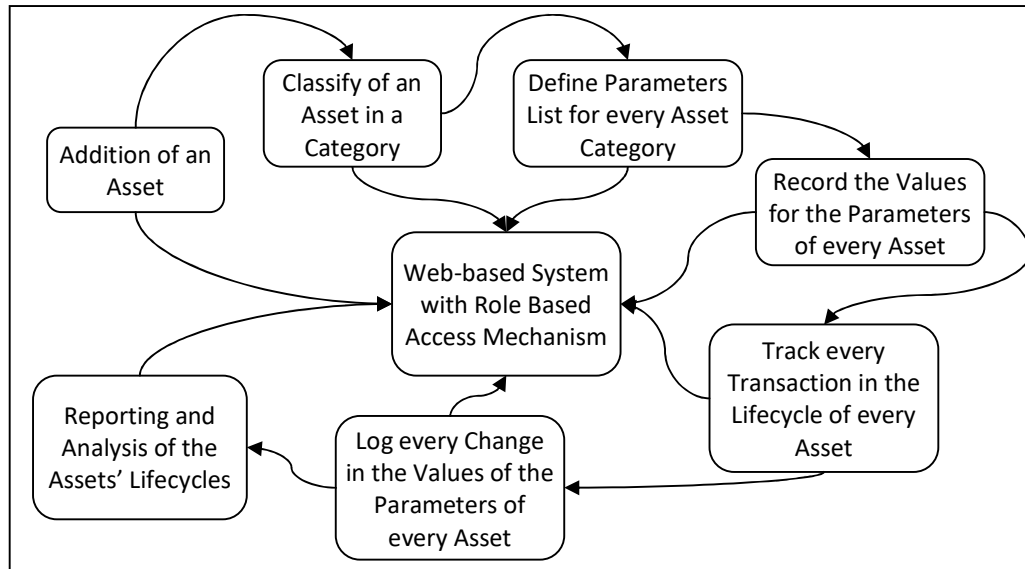 Addition of an
Asset
Classify of an
Asset in a
Category
Define Parameters
List for every Asset
Category
Record the Values
for the Parameters
of every Asset
Web-based System
with Role Based
Access Mechanism
Track every
Transaction in the
Lifecycle of every
Asset
Log every Change
in the Values of the
Parameters of
every Asset
Reporting and
Analysis of the
Assets’ Lifecycles